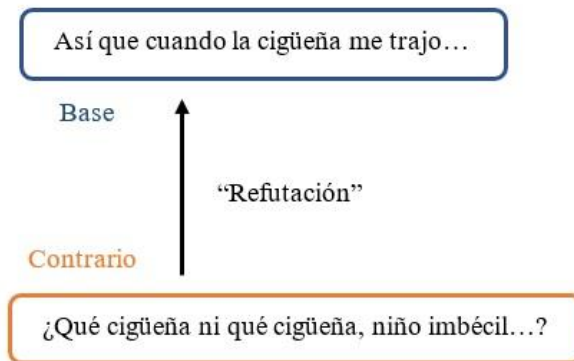 Así que cuando la cigüeña me trajo…
Base
“Refutación”
Contrario
¿Qué cigüeña ni qué cigüeña, niño imbécil…?